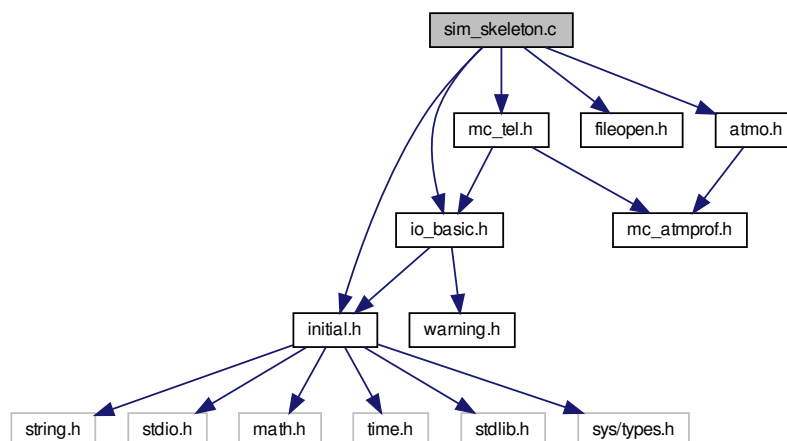 sim_skeleton.c
mc_tel.h
fileopen.h
atmo.h
io_basic.h
mc_atmprof.h
initial.h
warning.h
string.h
stdio.h
math.h
time.h
stdlib.h
sys/types.h